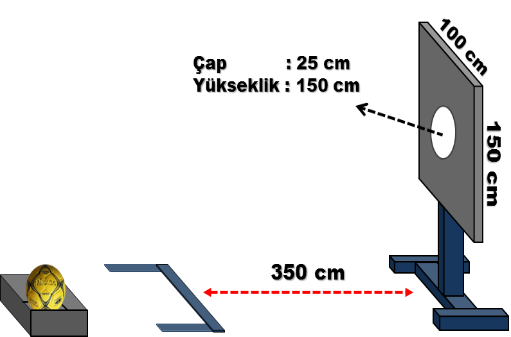 Çap : 25 cm
Yükseklik : 150 cm
100 cm
150 cm
350 cm